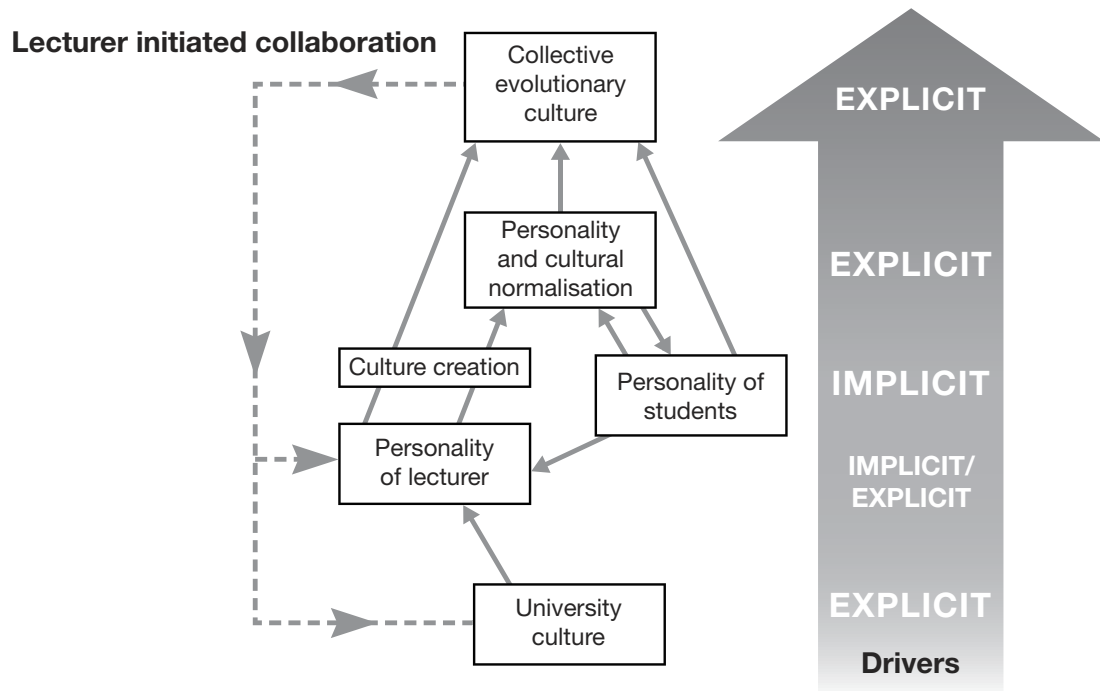 Lecturer initiated collaboration
Collective
evolutionary
culture
EXPLICIT
Personality
and cultural
normalisation
EXPLICIT
Culture creation
Personality of
students
IMPLICIT
Personality
of lecturer
IMPLICIT/
EXPLICIT
University
culture
EXPLICIT
Drivers